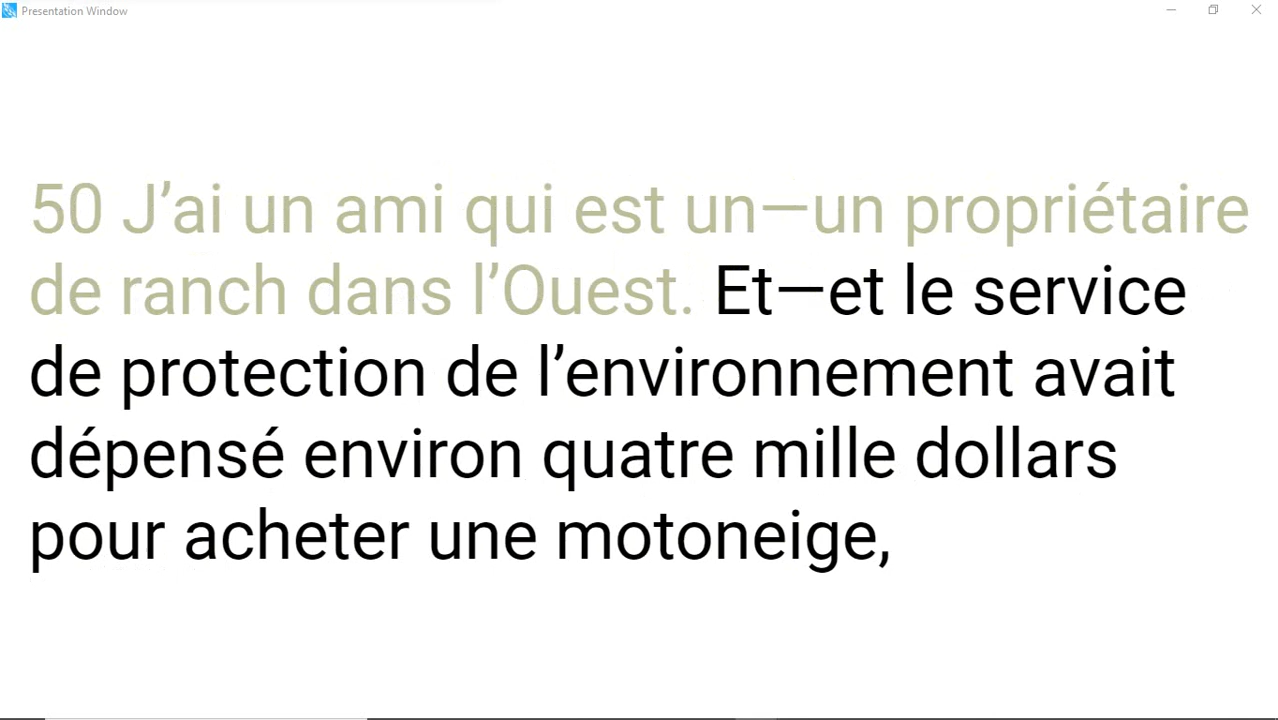 Presentation Window
50 J’ai un ami qui est un—un propriétaire
de ranch dans l’Ouest. Et—et le service
de protection de l’environnement avait
dépensé environ quatre mille dollars
pour acheter une motoneige,